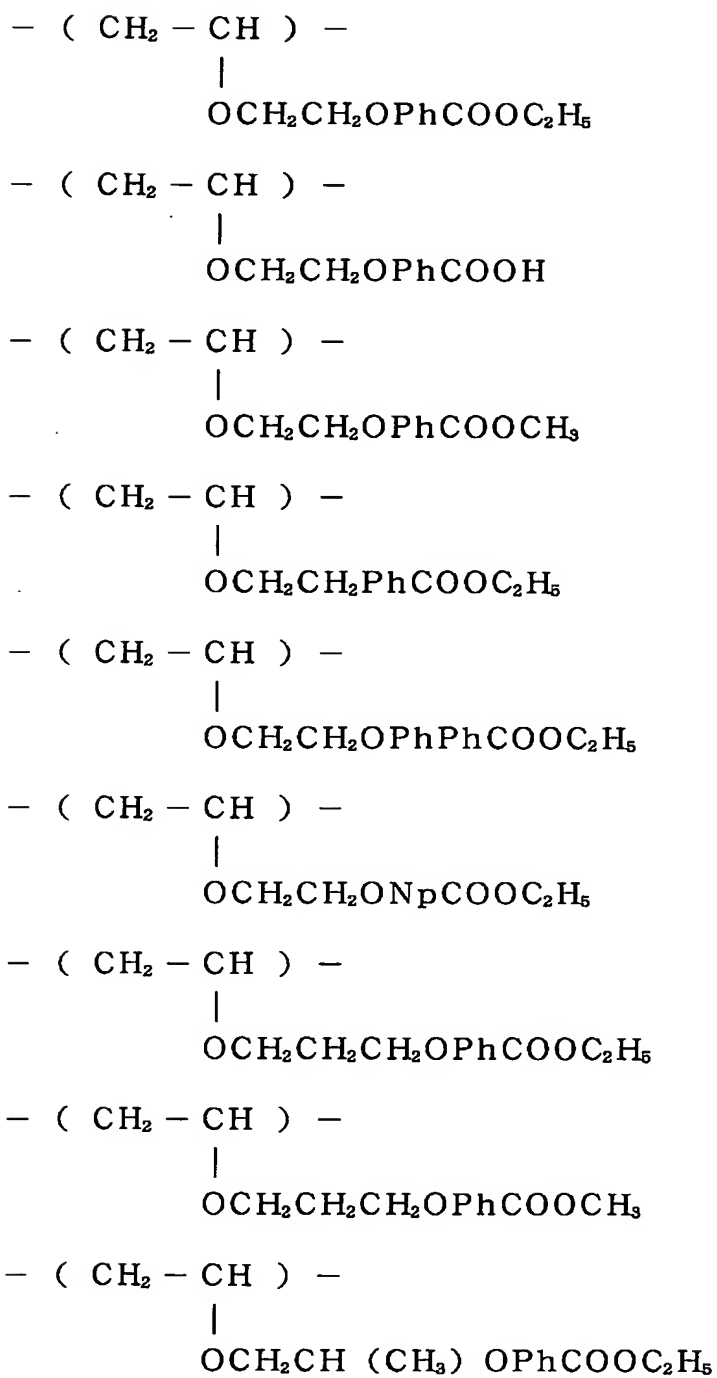 − ( CH₂ − CH ) −
|
OCH₂CH₂OPhCOOC₂H₅
− ( CH₂ − CH ) −
|
OCH₂CH₂OPhCOOH
− ( CH₂ − CH ) −
|
OCH₂CH₂OPhCOOCH₃
− ( CH₂ − CH ) −
|
OCH₂CH₂PhCOOC₂H₅
− ( CH₂ − CH ) −
|
OCH₂CH₂OPhPhCOOC₂H₅
− ( CH₂ − CH ) −
|
OCH₂CH₂ONpCOOC₂H₅
− ( CH₂ − CH ) −
|
OCH₂CH₂CH₂OPhCOOC₂H₅
− ( CH₂ − CH ) −
|
OCH₂CH₂CH₂OPhCOOCH₃
− ( CH₂ − CH ) −
|
OCH₂CH (CH₃) OPhCOOC₂H₅